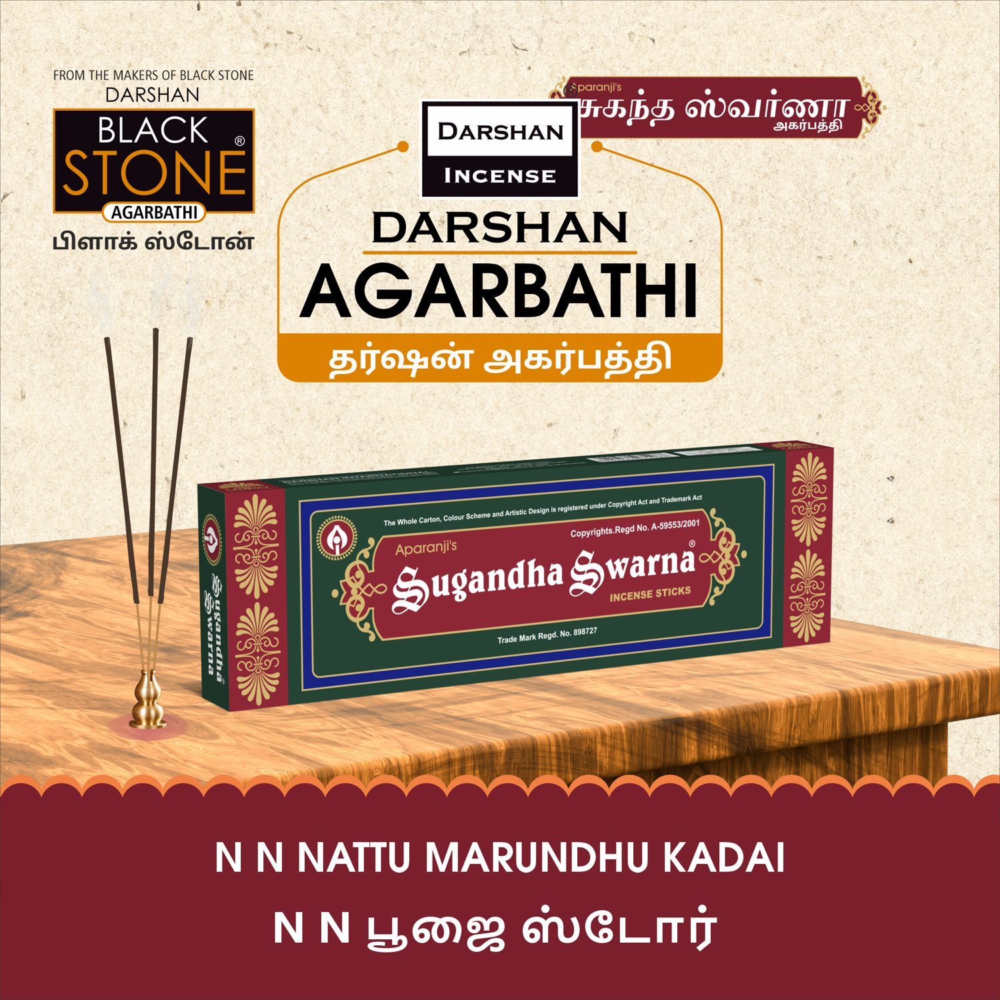 FROM THE MAKERS OF BLACK STONE
DARSHAN
BLACK
STONE®
AGARBATHI
பிளாக் ஸ்டோன்
Aparanji's
சுகந்த ஸ்வர்ணா
அகர்பத்தி
®
DARSHAN
INCENSE
DARSHAN
AGARBATHI
தர்ஷன் அகர்பத்தி
The Whole Carton, Colour Scheme and Artistic Design is registered under Copyright Act and Trademark Act
Copyrights.Regd No. A-59553/2001
Aparanji's
Sugandha Swarna®
INCENSE STICKS
Trade Mark Regd. No. 898727
Sugandha
Swarna®
N N NATTU MARUNDHU KADAI
N N பூஜை ஸ்டோர்